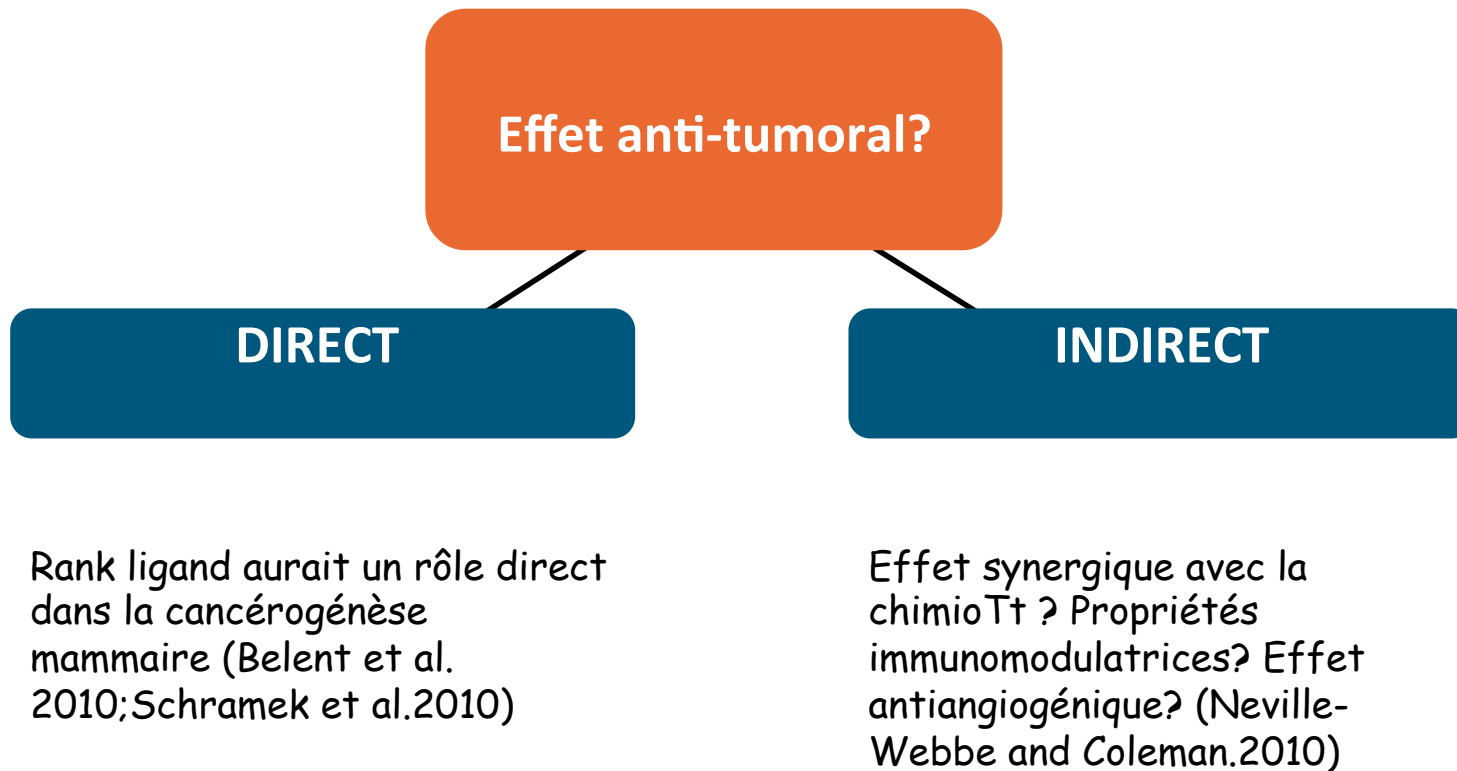 Effet anti-tumoral?
DIRECT
INDIRECT
Rank ligand aurait un rôle direct
dans la cancérogénèse
mammaire (Belent et al.
2010;Schramek et al.2010)
Effet synergique avec la
chimioTt ? Propriétés
immunomodulatrices? Effet
antiangiogénique? (Neville-
Webbe and Coleman.2010)